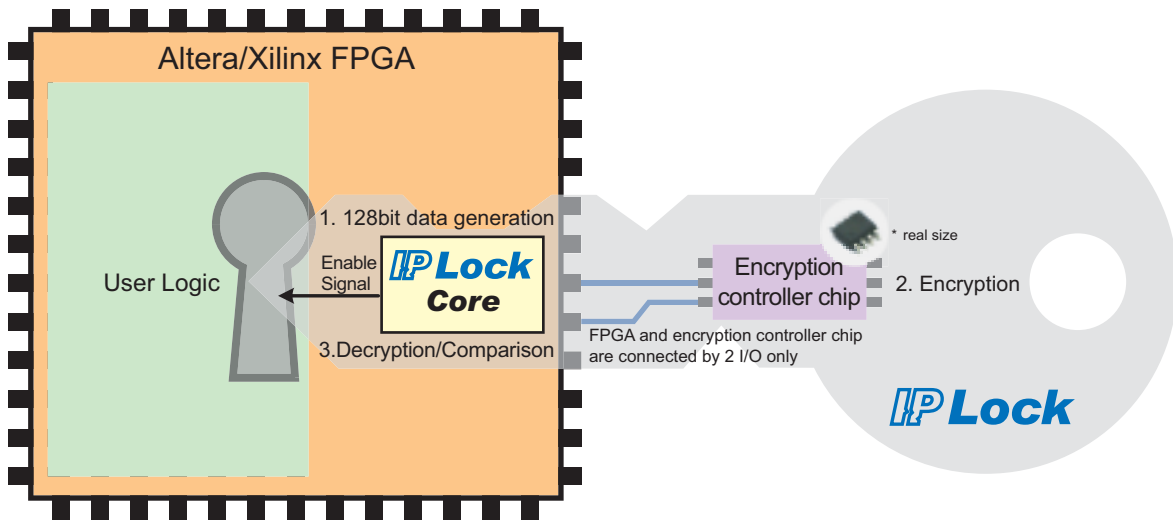 Altera/Xilinx FPGA
1. 128bit data generation
* real size
User Logic
Enable
Signal
IP Lock
Core
Encryption
controller chip
2. Encryption
3.Decryption/Comparison
FPGA and encryption controller chip
are connected by 2 I/O only
IP Lock